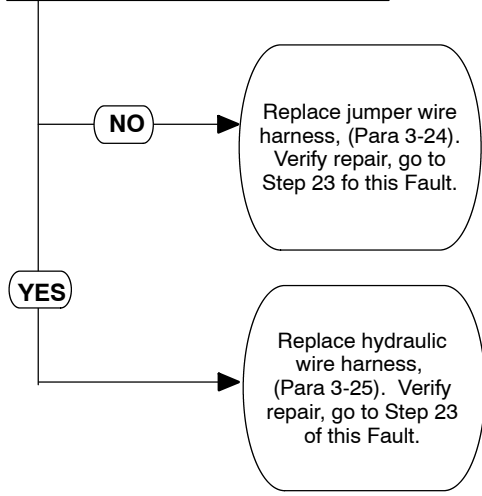 NO
Replace jumper wire
harness, (Para 3-24).
Verify repair, go to
Step 23 fo this Fault.
YES
Replace hydraulic
wire harness,
(Para 3-25). Verify
repair, go to Step 23
of this Fault.